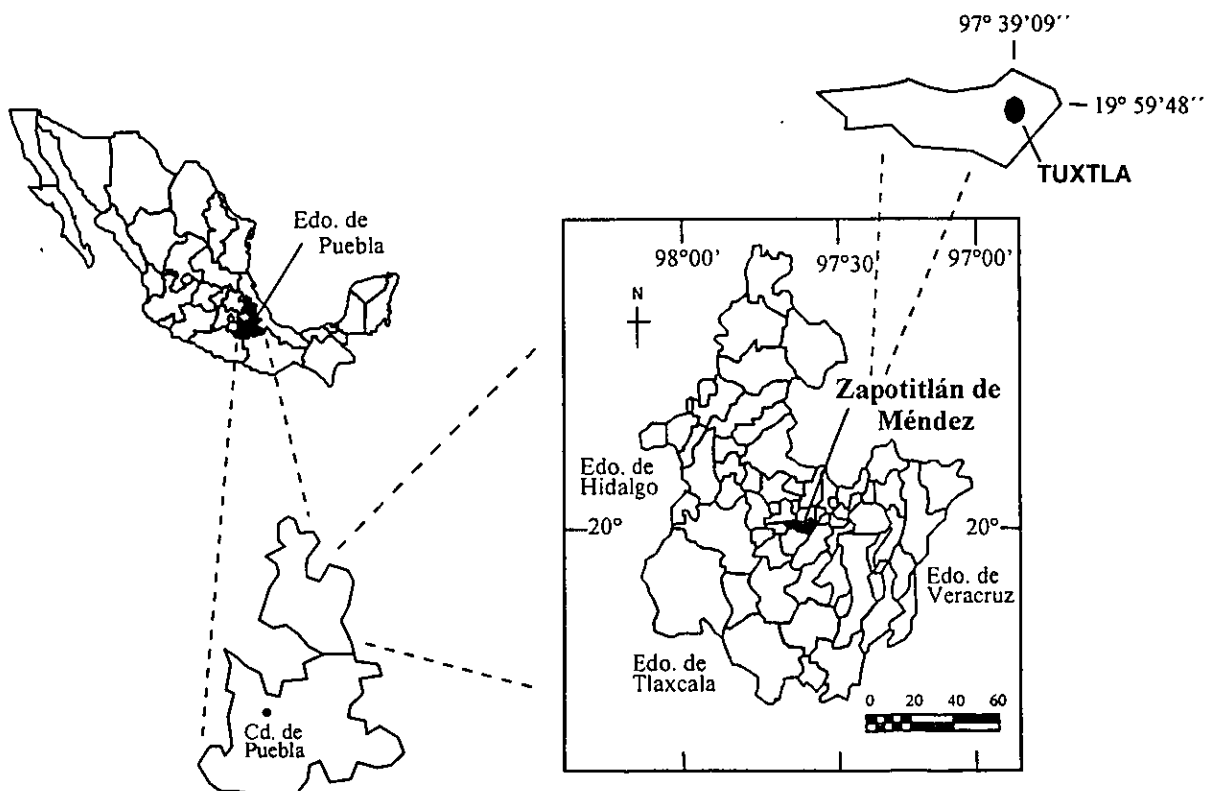 97° 39'09´´
19° 59'48´´
TUXTLA
Edo. de
Puebla
98°00'
97°30
97°00'
N
Zapotitlán de
Méndez
Edo. de
Hidalgo
20°
20°
Edo. de
Veracruz
Edo. de
Tlaxcala
0 20 40 60
Cd. de
Puebla